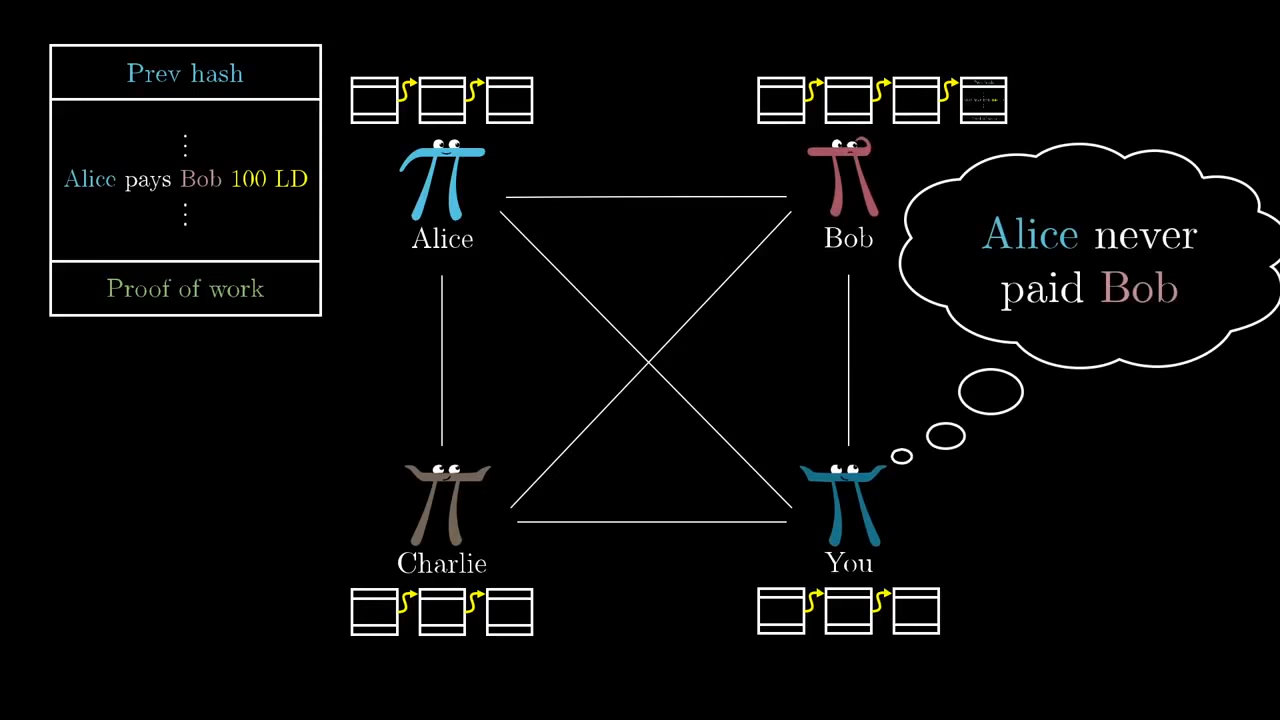 Prev hash
⋮
Alice pays Bob 100 LD
⋮
Proof of work
Alice
Bob
Alice never
paid Bob
Charlie
You